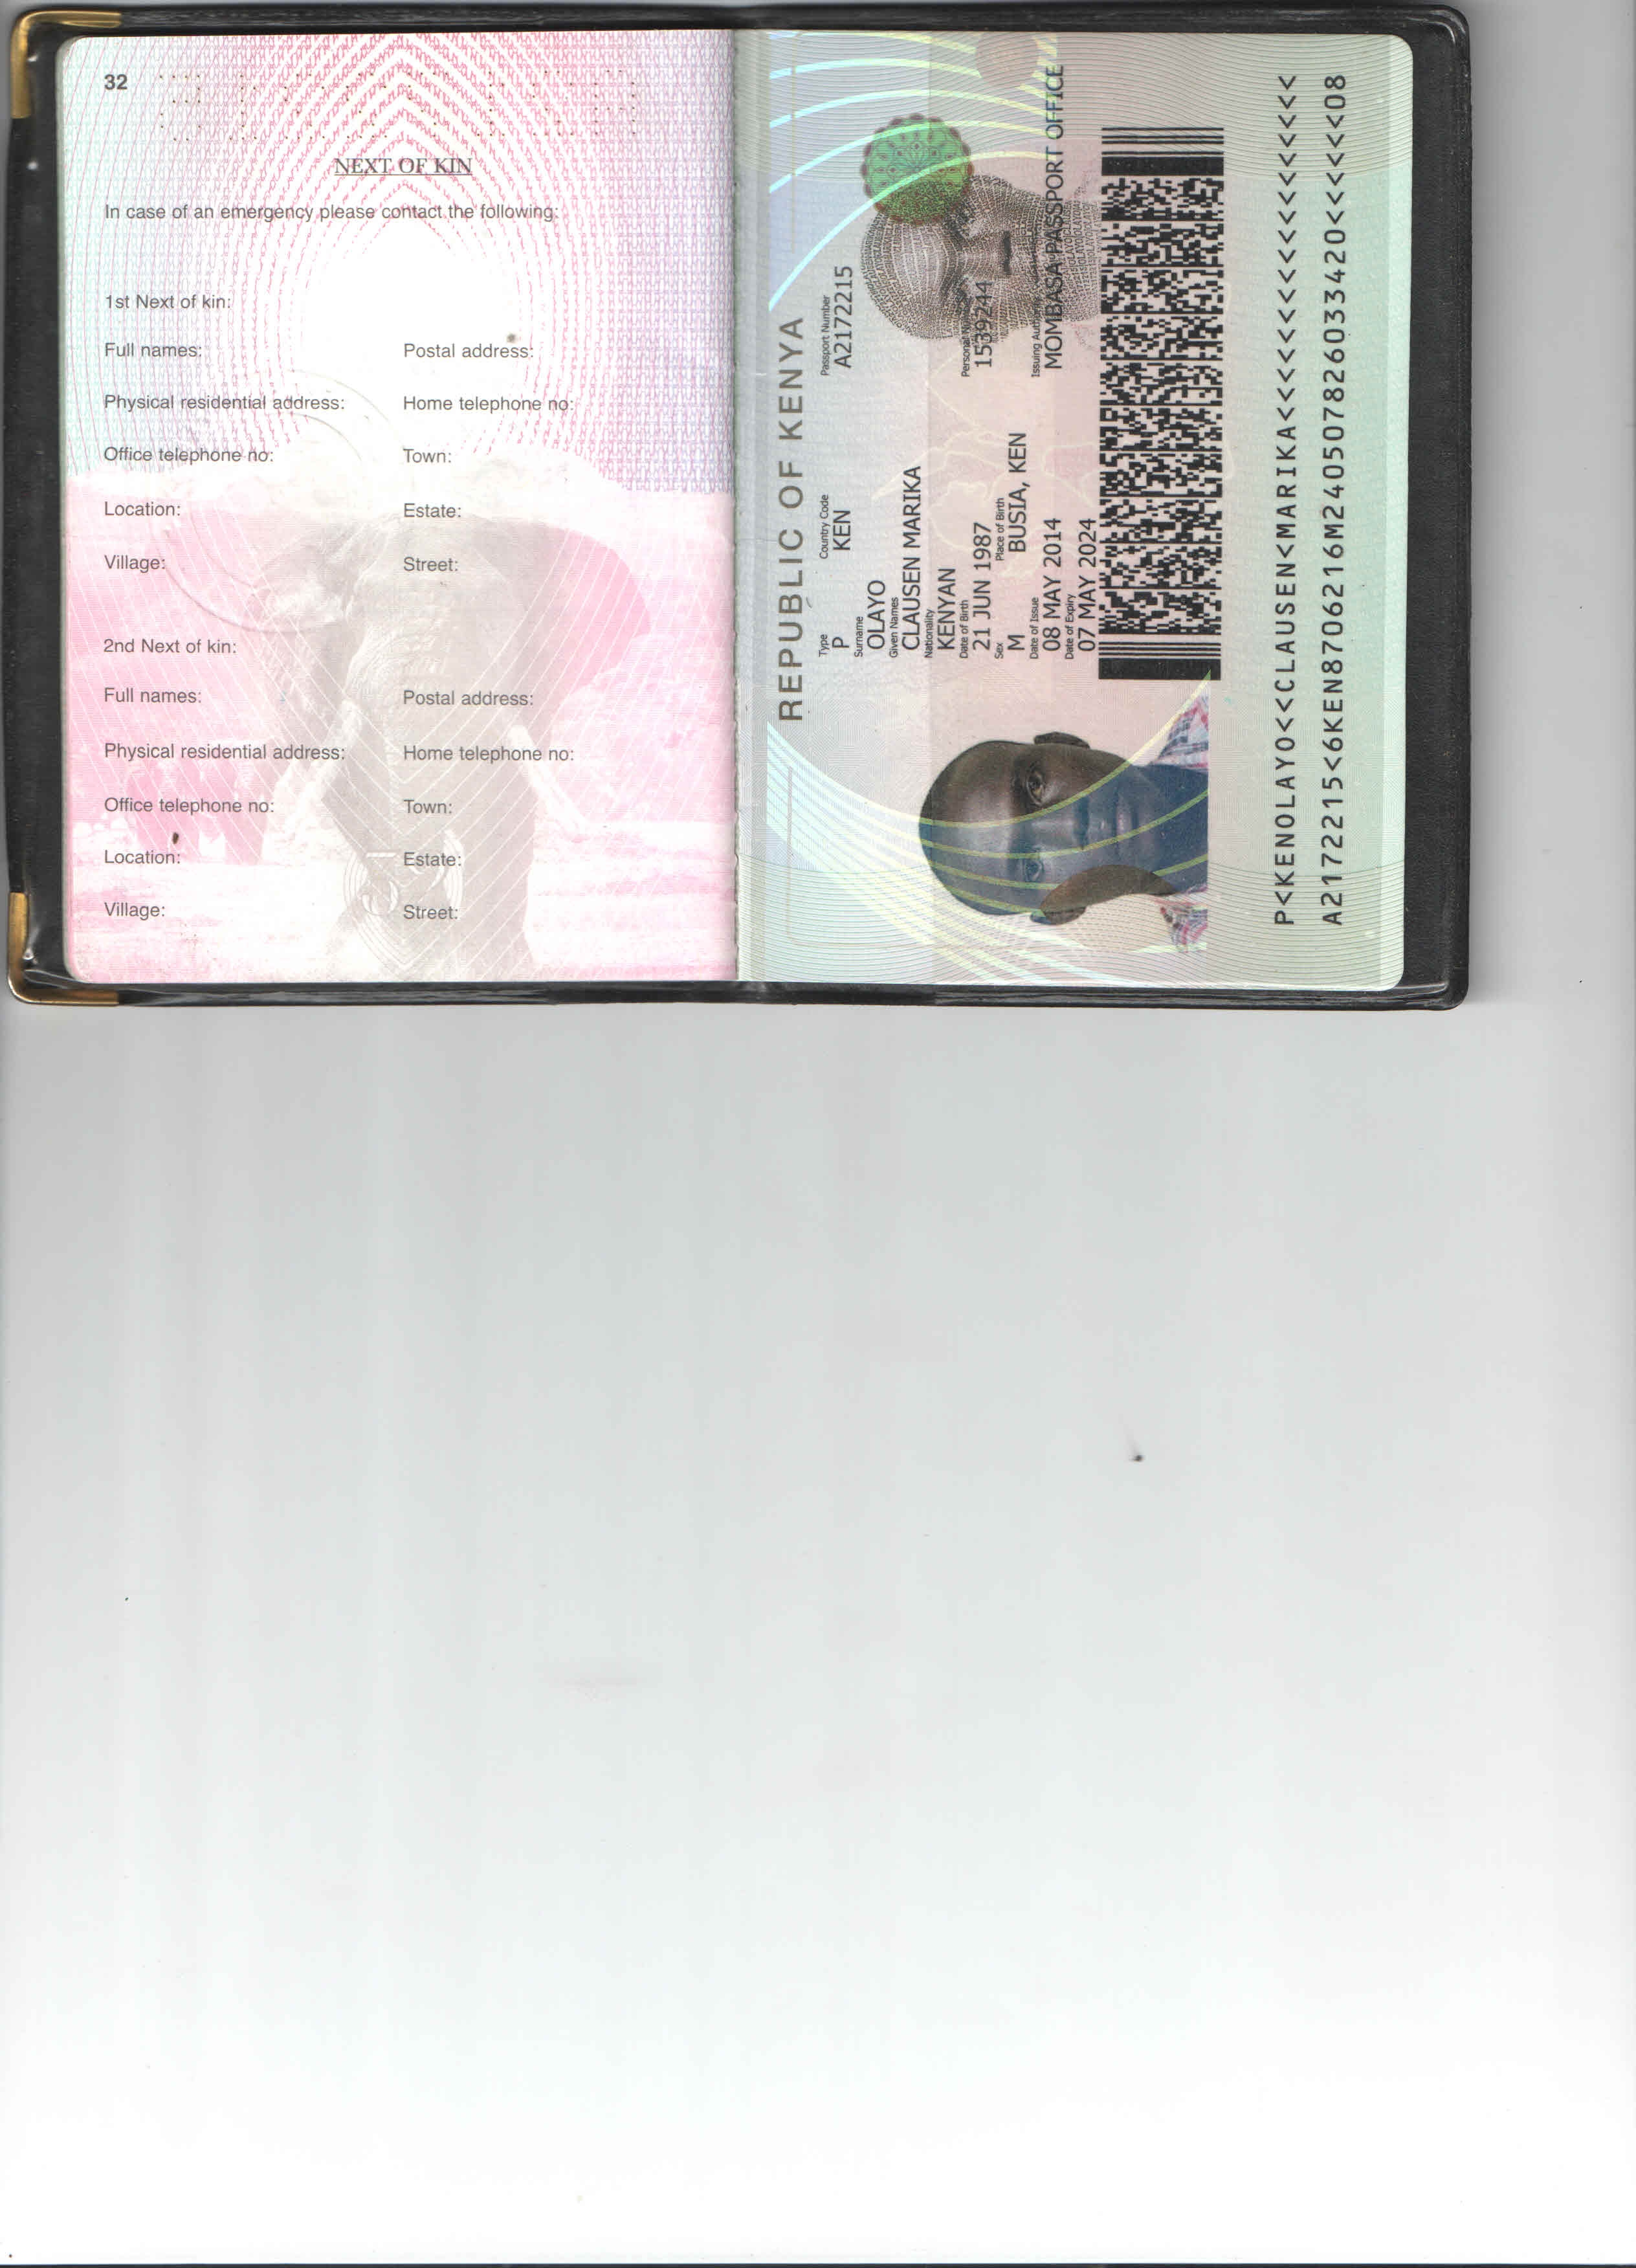 32
NEXT OF KIN
In case of an emergency please contact the following:
1st Next of kin:
Full names: Postal address:
Physical residential address: Home telephone no:
Office telephone no: Town:
Location: Estate:
Village: Street:
2nd Next of kin:
Full names: Postal address:
Physical residential address: Home telephone no:
Office telephone no: Town:
Location: Estate:
Village: Street:
REPUBLIC OF KENYA
Type Country Code Passport Number
P KEN A2172215
Surname
OLAYO
Given Names
CLAUSEN MARIKA
Nationality
KENYAN
Date of Birth Personal
21 JUN 1987 15392244
Sex Place of Birth
M BUSIA, KEN
Date of Issue Issuing
08 MAY 2014 MOMBASA PASSPORT OFFICE
Date of Expiry
07 MAY 2024
P<KENOLAYO<<CLAUSEN<MARIKA<<<<<<<<<<<<<<<<<<
A2172215<6KEN8706216M240507826033420<<<<<<08